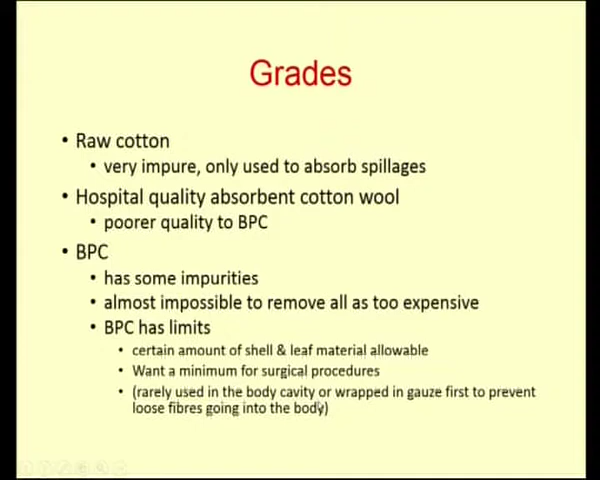 Grades
• Raw cotton
• very impure, only used to absorb spillages
• Hospital quality absorbent cotton wool
• poorer quality to BPC
• BPC
• has some impurities
• almost impossible to remove all as too expensive
• BPC has limits
• certain amount of shell & leaf material allowable
• Want a minimum for surgical procedures
• (rarely used in the body cavity or wrapped in gauze first to prevent
loose fibres going into the body)